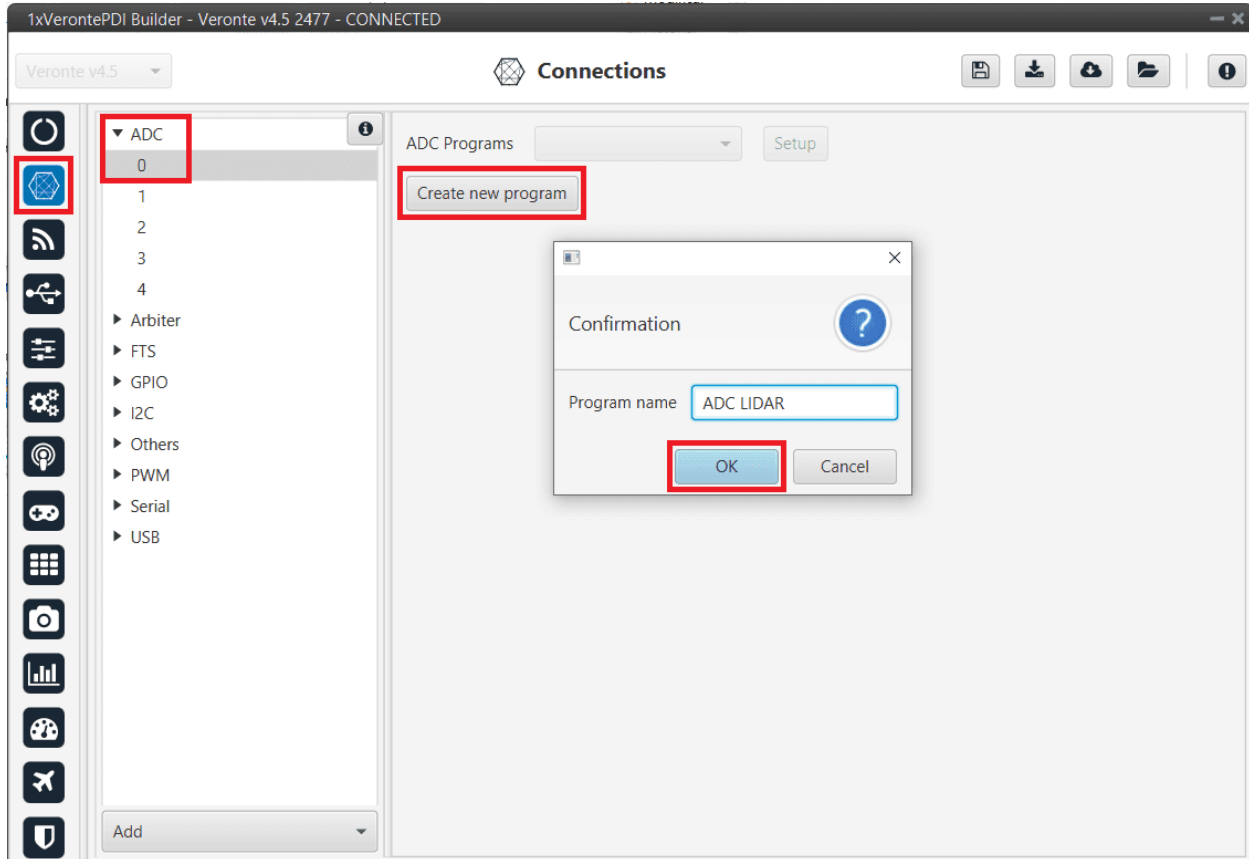 1xVerontePDI Builder - Veronte v4.5 2477 - CONNECTED
Veronte v4.5
Connections
ADC
0
1
2
3
4
Arbiter
FTS
GPIO
I2C
Others
PWM
Serial
USB
Add
ADC Programs
Setup
Create new program
Confirmation
Program name
ADC LIDAR
OK
Cancel